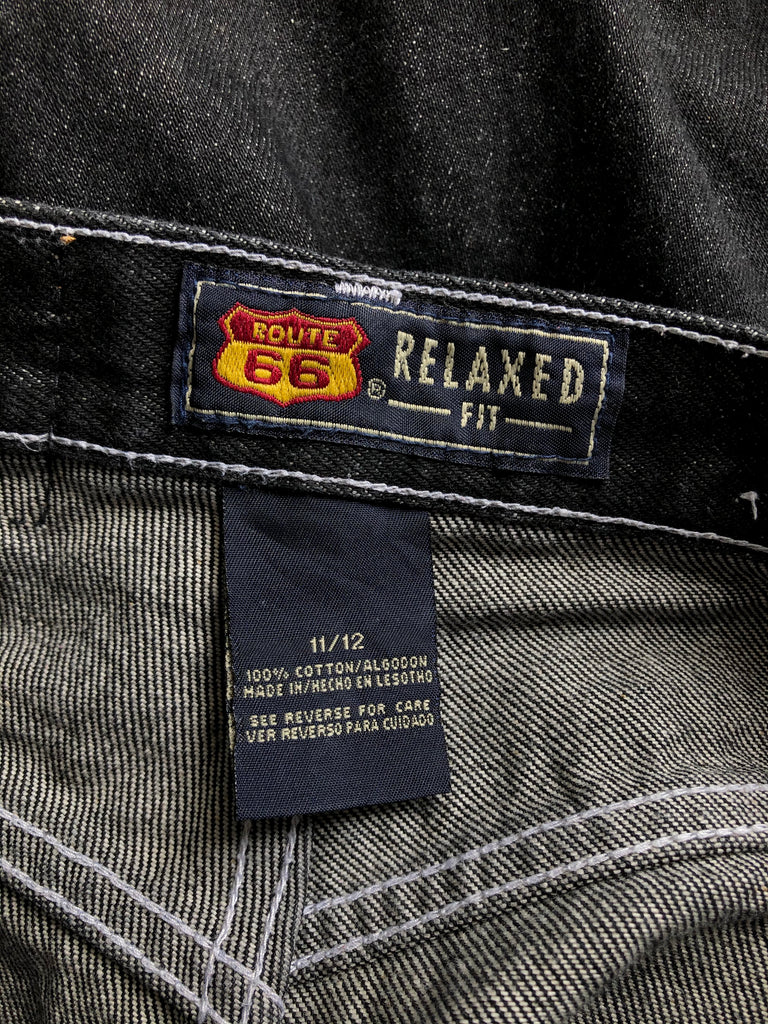 ROUTE
66
®
RELAXED
FIT
11/12
100% COTTON/ALGODON
MADE IN/HECHO EN LESOTHO
SEE REVERSE FOR CARE
VER REVERSO PARA CUIDADO